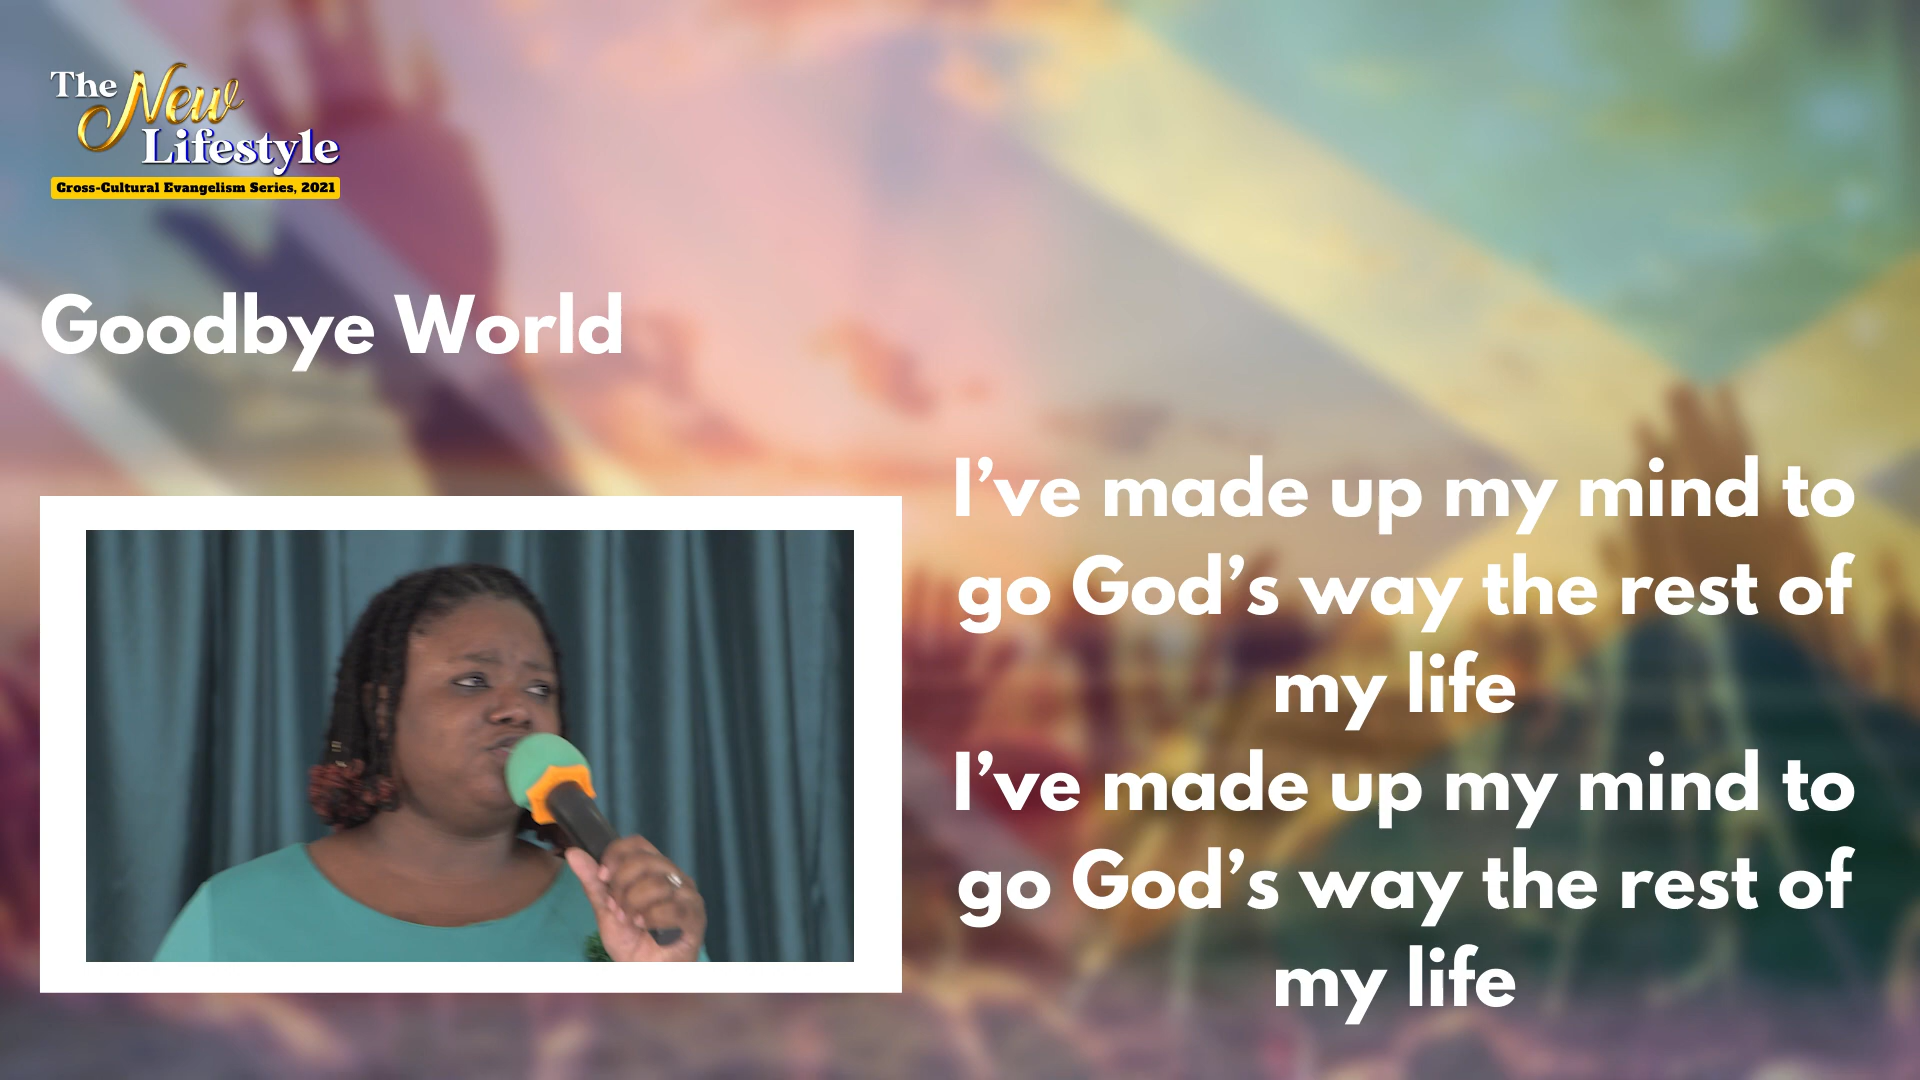 The New
Lifestyle
Cross-Cultural Evangelism Series, 2021
Goodbye World
I’ve made up my mind to
go God’s way the rest of
my life
I’ve made up my mind to
go God’s way the rest of
my life